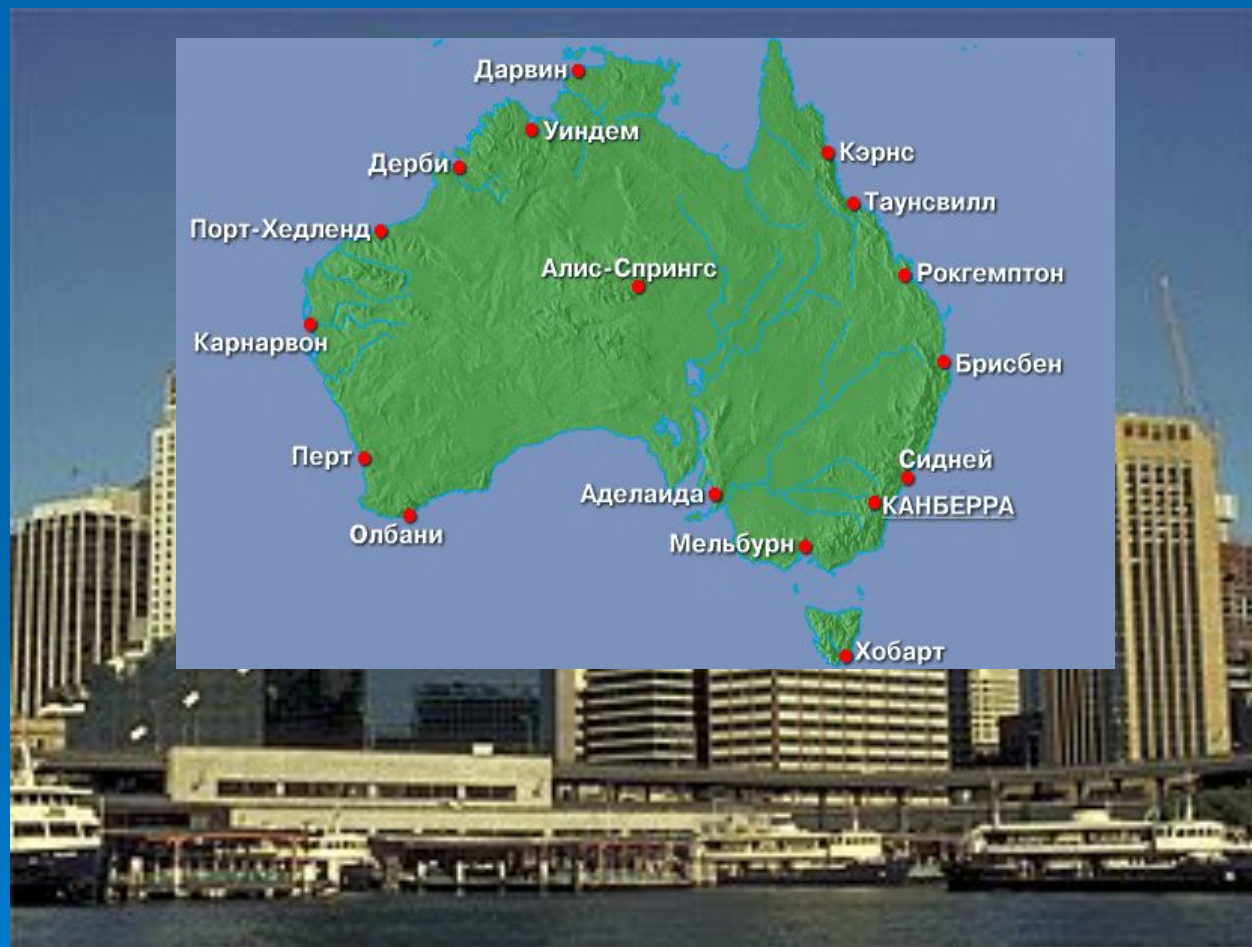 Дарвин
Уиндем
Кэрнс
Дерби
Таунсвилл
Порт-Хедленд
Алис-Спрингс
Рокгемптон
Карнарвон
Брисбен
Перт
Сидней
Аделаида
КАНБЕРРА
Олбани
Мельбурн
Хобарт